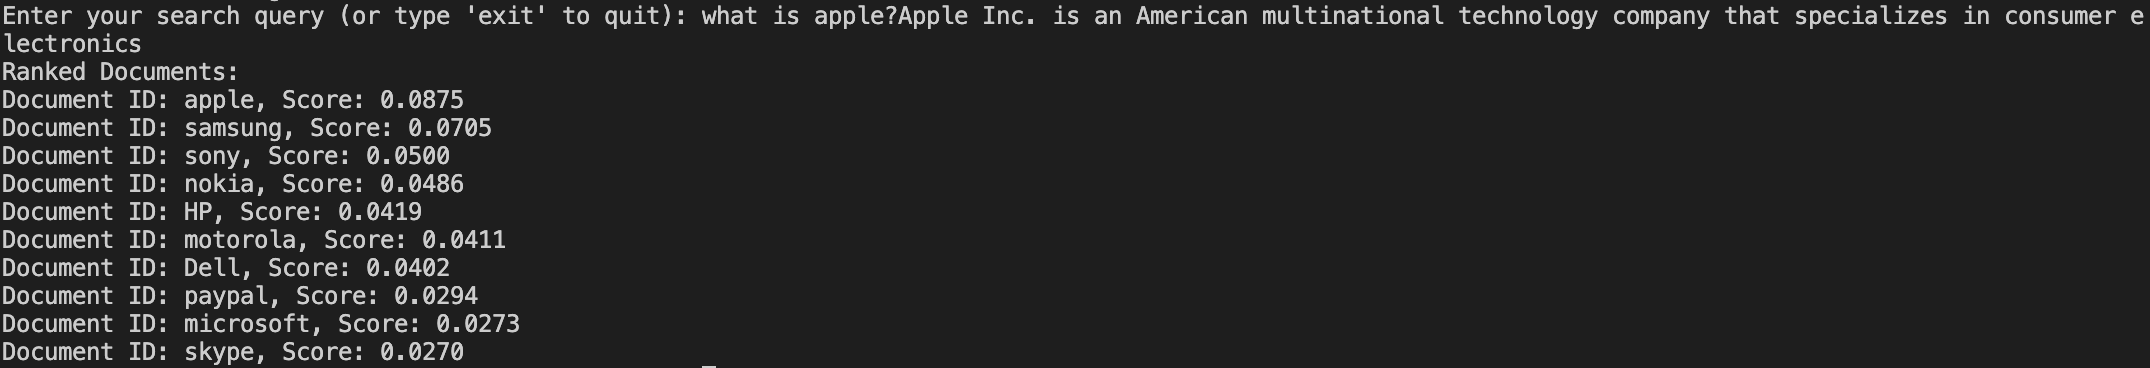 Enter your search query (or type 'exit' to quit): what is apple?Apple Inc. is an American multinational technology company that specializes in consumer e
lectronics
Ranked Documents:
Document ID: apple, Score: 0.0875
Document ID: samsung, Score: 0.0705
Document ID: sony, Score: 0.0500
Document ID: nokia, Score: 0.0486
Document ID: HP, Score: 0.0419
Document ID: motorola, Score: 0.0411
Document ID: Dell, Score: 0.0402
Document ID: paypal, Score: 0.0294
Document ID: microsoft, Score: 0.0273
Document ID: skype, Score: 0.0270